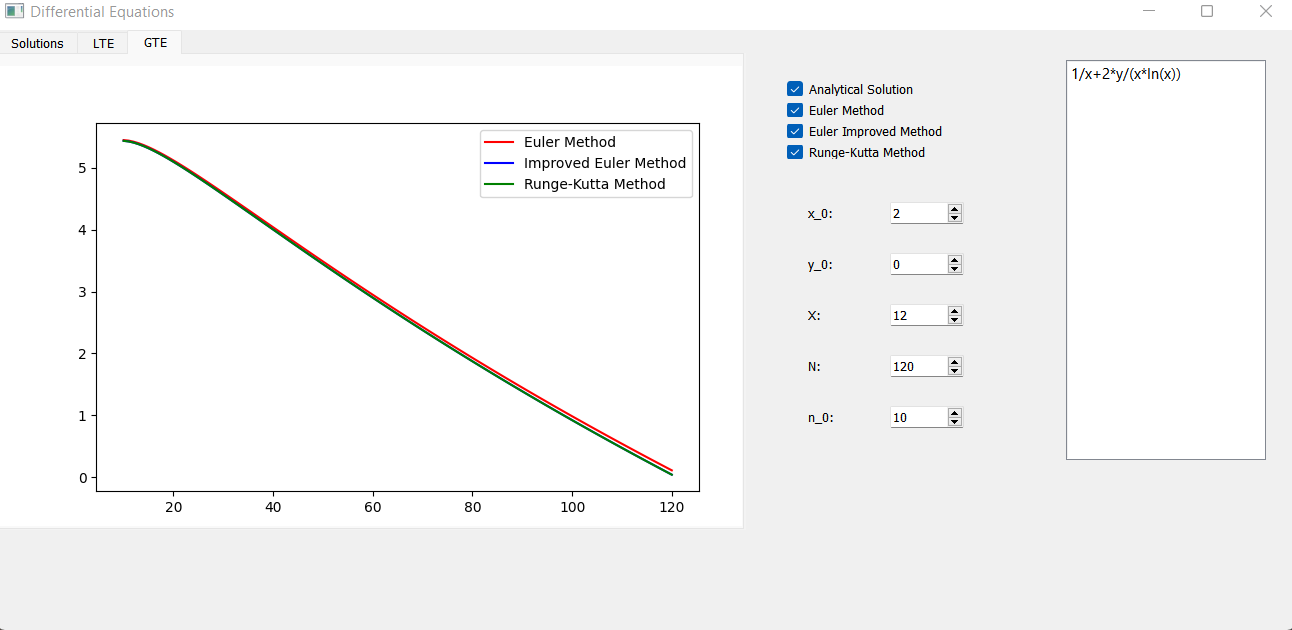 Differential Equations
Solutions LTE GTE
Euler Method
Improved Euler Method
Runge-Kutta Method
5
4
3
2
1
0
20 40 60 80 100 120
Analytical Solution
Euler Method
Euler Improved Method
Runge-Kutta Method
x_0: 2
y_0: 0
X: 12
N: 120
n_0: 10
1/x+2*y/(x*ln(x))